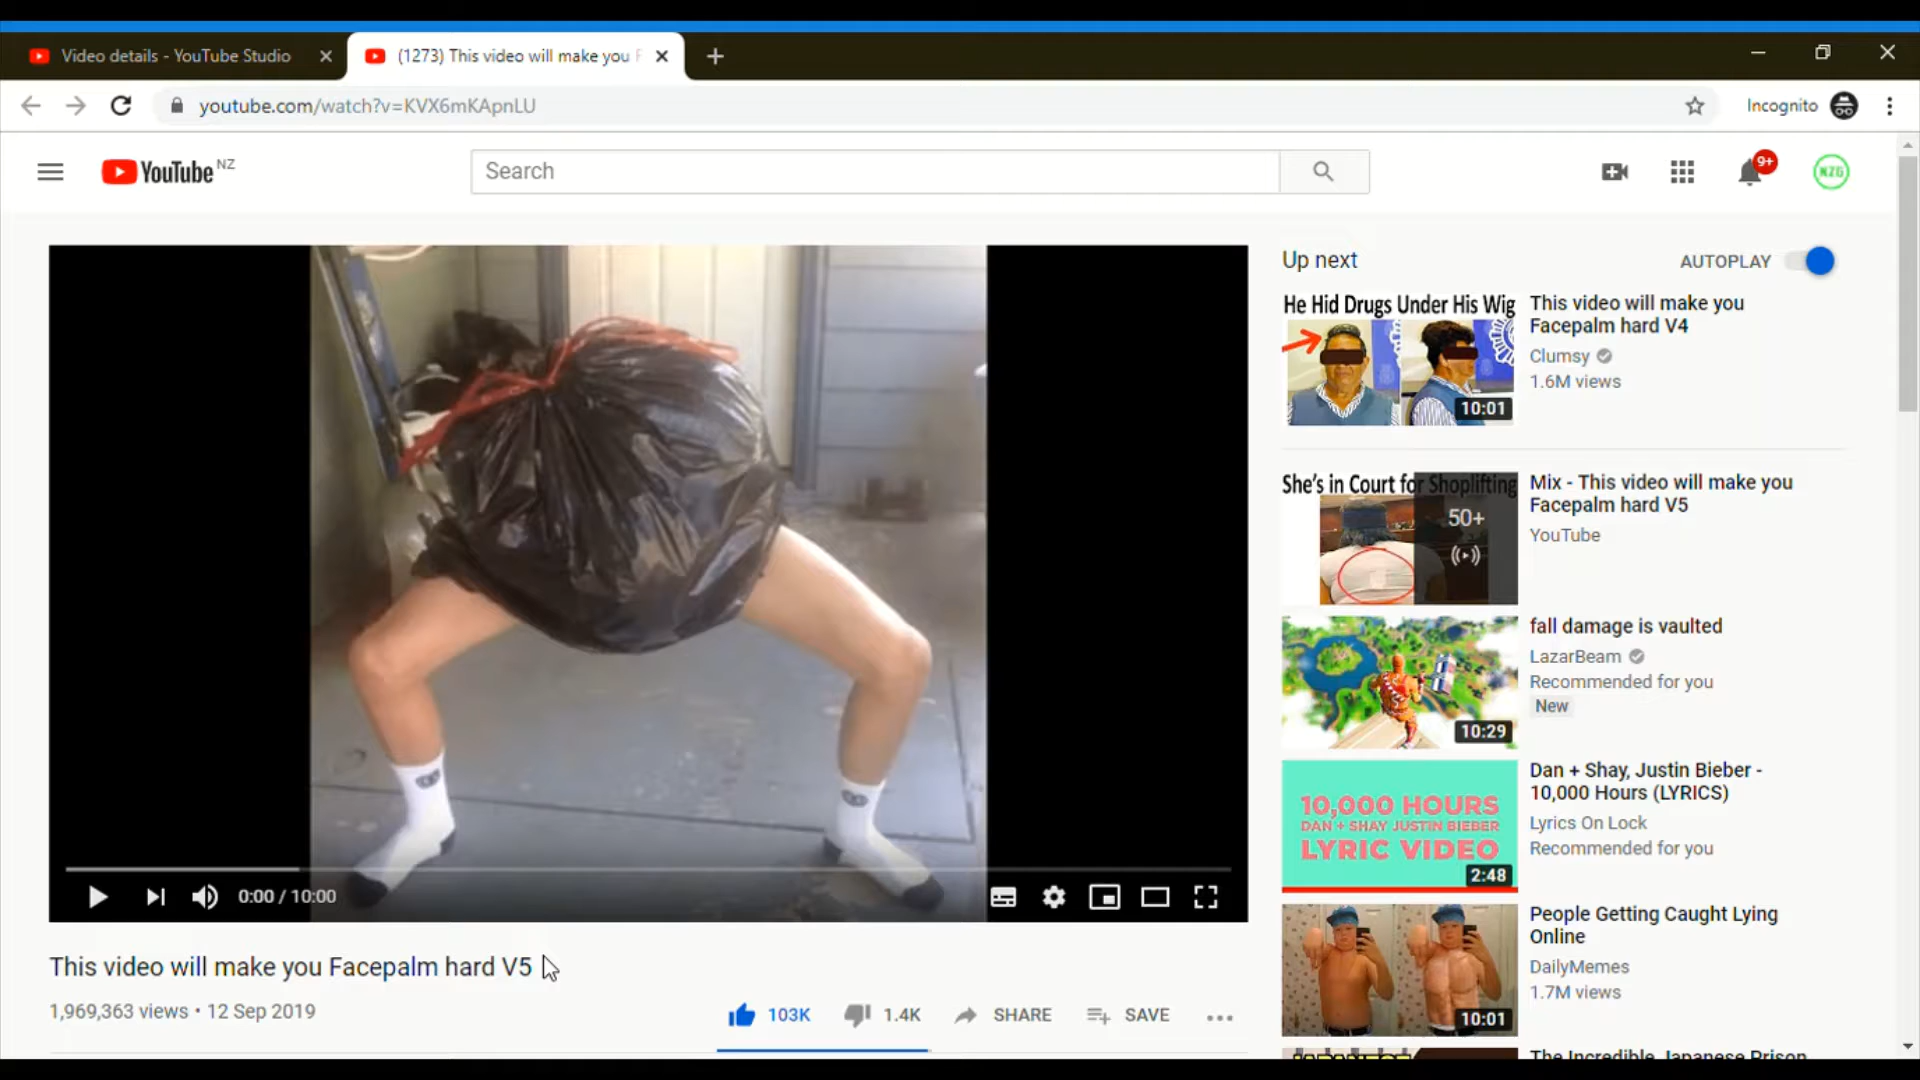 Video details - YouTube Studio
(1273) This video will make you
youtube.com/watch?v=KVX6mKApnLU
Incognito
YouTube NZ
Search
9+
NZG
Up next
AUTOPLAY
He Hid Drugs Under His Wig
10:01
This video will make you
Facepalm hard V4
Clumsy
1.6M views
She's in Court for Shoplifting
50+
Mix - This video will make you
Facepalm hard V5
YouTube
10:29
fall damage is vaulted
LazarBeam
Recommended for you
New
10,000 HOURS
DAN + SHAY JUSTIN BIEBER
LYRIC VIDEO
2:48
Dan + Shay, Justin Bieber -
10,000 Hours (LYRICS)
Lyrics On Lock
Recommended for you
10:01
People Getting Caught Lying
Online
DailyMemes
1.7M views
The Incredible Japanese Prison
0:00 / 10:00
This video will make you Facepalm hard V5
1,969,363 views • 12 Sep 2019
103K
1.4K
SHARE
SAVE